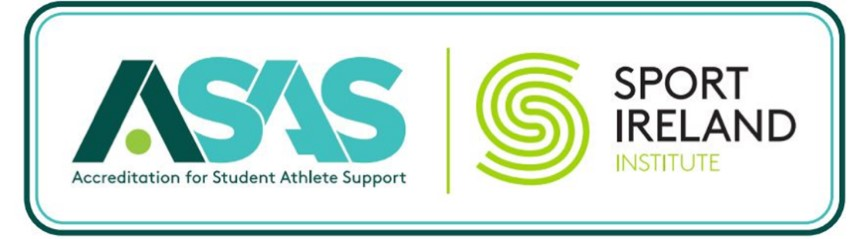 ASAS
Accreditation for Student Athlete Support
SPORT
IRELAND
INSTITUTE